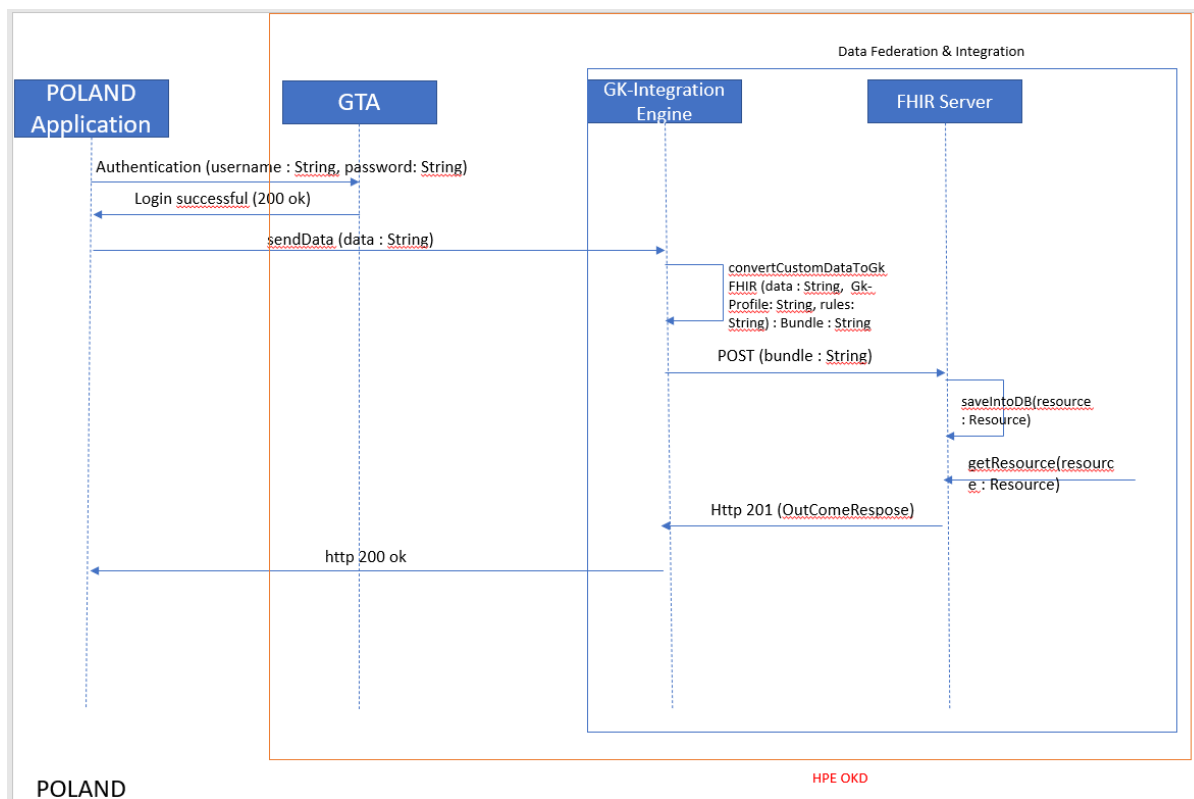 Data Federation & Integration
POLAND
Application
GTA
GK-Integration
Engine
FHIR Server
Authentication (username : String, password: String)
Login successful (200 ok)
sendData (data : String)
convertCustomDataToGk
FHIR (data : String, Gk-
Profile: String, rules:
String) : Bundle : String
POST (bundle : String)
saveIntoDB(resource
: Resource)
getResource(resourc
e : Resource)
Http 201 (OutComeRespose)
http 200 ok
HPE OKD
POLAND